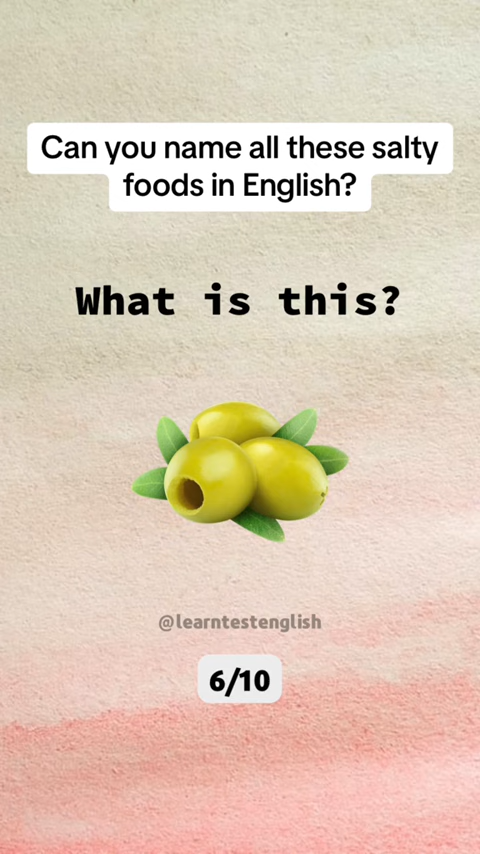 Can you name all these salty
foods in English?
What is this?
@learntestenglish
6/10